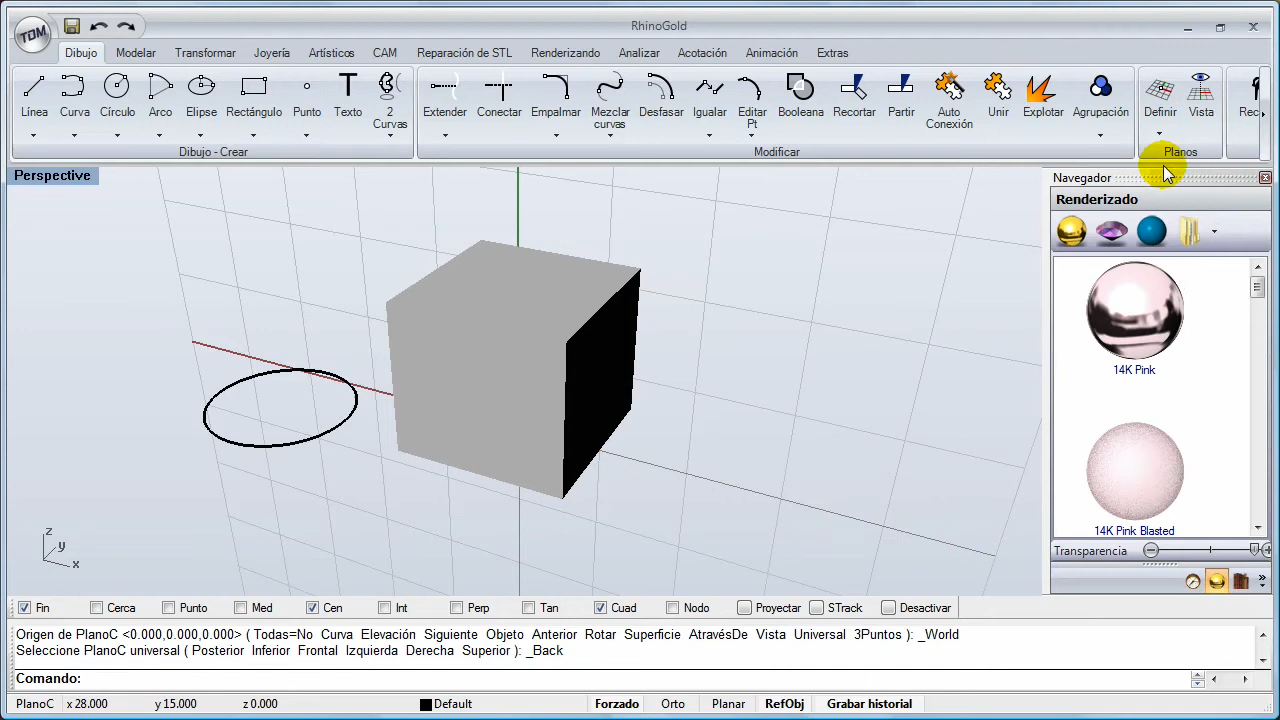 TDM
RhinoGold
Dibujo Modelar Transformar Joyería Artísticos CAM Reparación de STL Renderizando Analizar Acotación Animación Extras
Línea Curva Círculo Arco Elipse Rectángulo Punto Texto 2 Curvas Extender Conectar Empalmar Mezclar curvas Desfasar Igualar Editar Pt Booleana Recortar Partir Auto Conexión Unir Explotar Agrupación Definir Vista Rec
Dibujo - Crear Modificar Planos
Perspective
Navegador
Renderizado
14K Pink
14K Pink Blasted
Transparencia
z
y
x
Fin Cerca Punto Med Cen Int Perp Tan Cuad Nodo Proyectar STrack Desactivar
Origen de PlanoC <0.000,0.000,0.000> ( Todas=No Curva Elevación Siguiente Objeto Anterior Rotar Superficie AtravésDe Vista Universal 3Puntos ): _World
Seleccione PlanoC universal ( Posterior Inferior Frontal Izquierda Derecha Superior ): _Back
Comando:
PlanoC x 28.000 y 15.000 z 0.000 Default Forzado Orto Planar RefObj Grabar historial